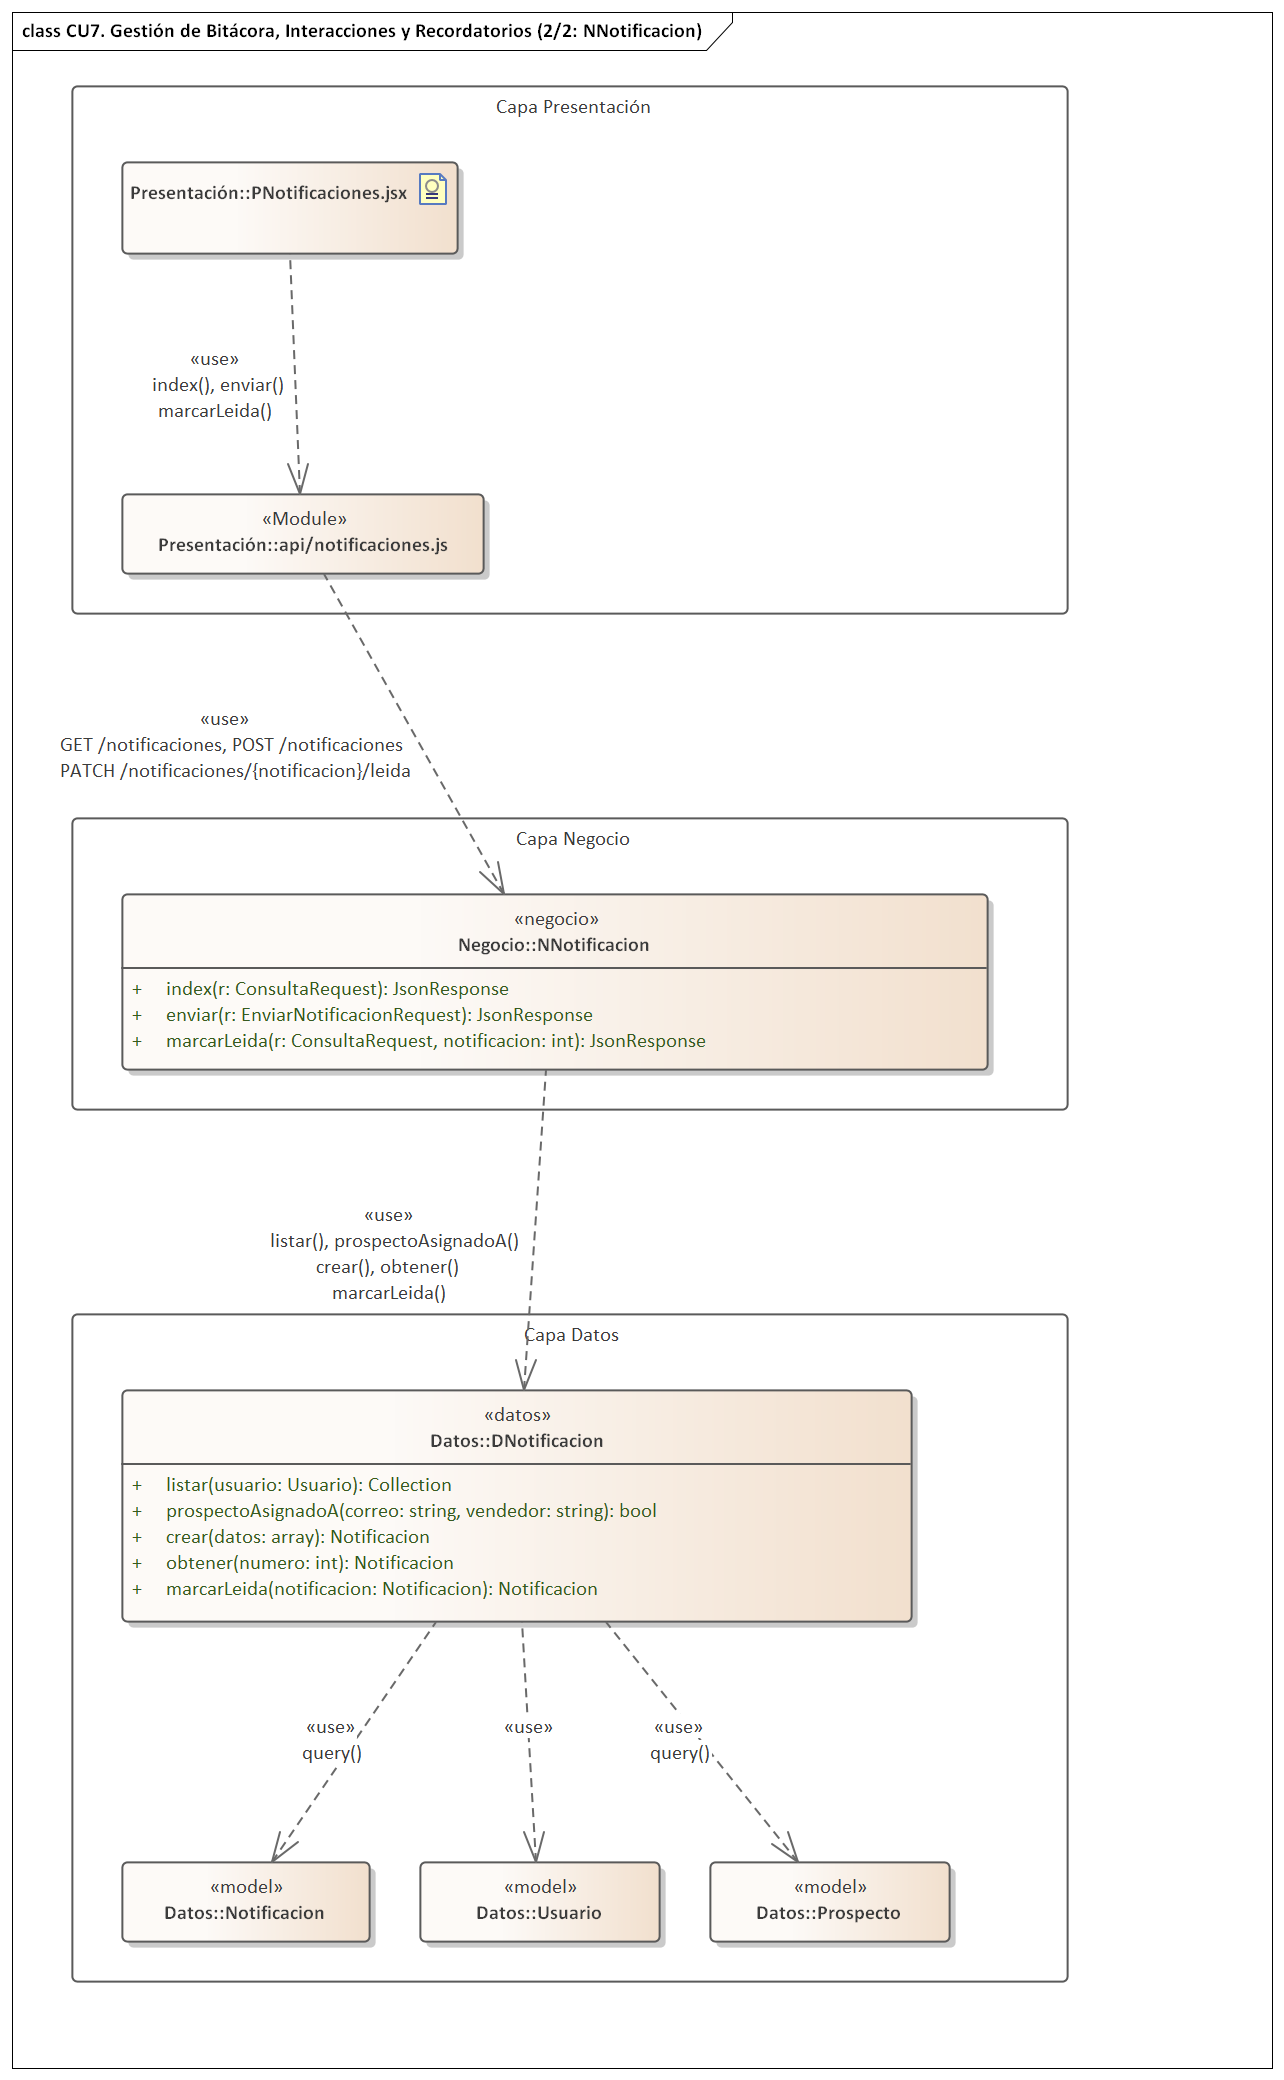 class CU7. Gestión de Bitácora, Interacciones y Recordatorios (2/2: NNotificacion)
Capa Presentación
Presentación::PNotificaciones.jsx
«use»
index(), enviar()
marcarLeida()
«Module»
Presentación::api/notificaciones.js
«use»
GET /notificaciones, POST /notificaciones
PATCH /notificaciones/{notificacion}/leida
Capa Negocio
«negocio»
Negocio::NNotificacion
+ index(r: ConsultaRequest): JsonResponse
+ enviar(r: EnviarNotificacionRequest): JsonResponse
+ marcarLeida(r: ConsultaRequest, notificacion: int): JsonResponse
«use»
listar(), prospectoAsignadoA()
crear(), obtener()
marcarLeida()
Capa Datos
«datos»
Datos::DNotificacion
+ listar(usuario: Usuario): Collection
+ prospectoAsignadoA(correo: string, vendedor: string): bool
+ crear(datos: array): Notificacion
+ obtener(numero: int): Notificacion
+ marcarLeida(notificacion: Notificacion): Notificacion
«use» «use» «use»
query() query()
«model» «model» «model»
Datos::Notificacion Datos::Usuario Datos::Prospecto